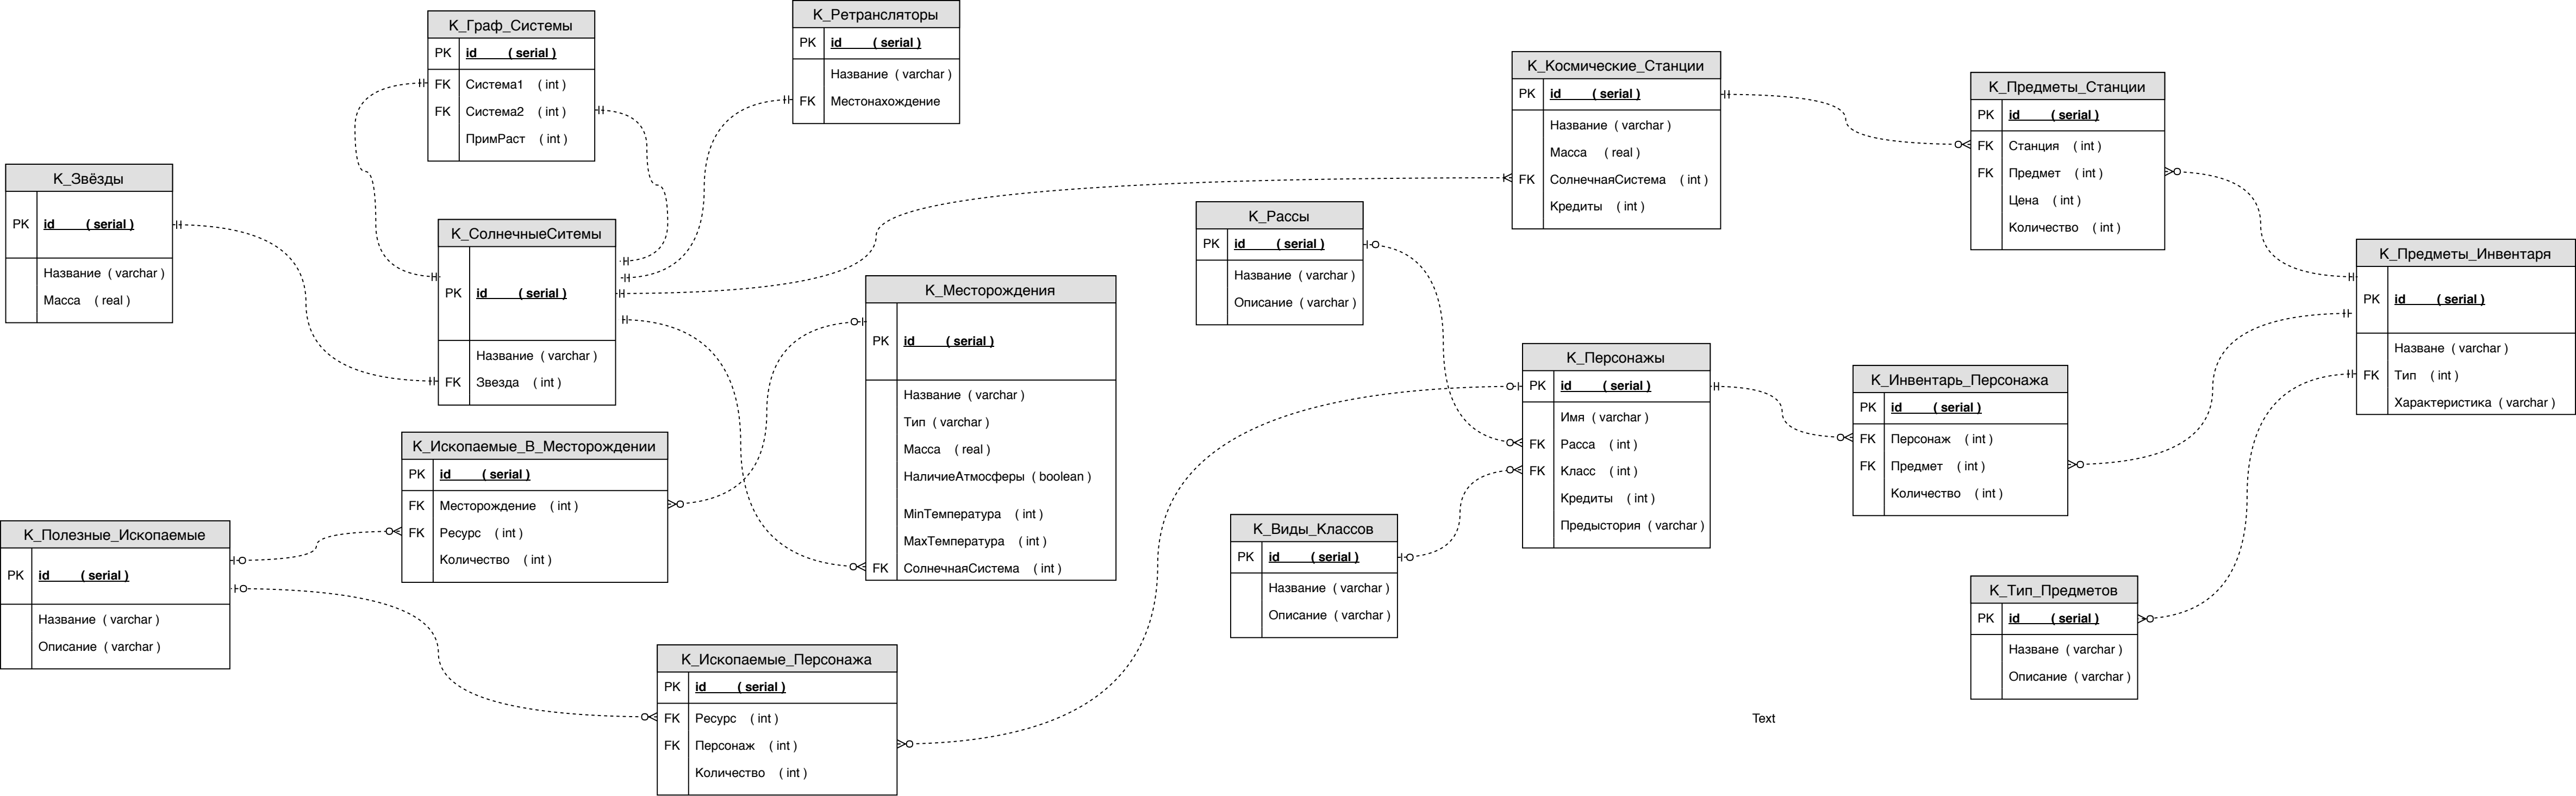 К_Граф_Системы
PK id ( serial )
FK Система1 ( int )
FK Система2 ( int )
ПримРаст ( int )
К_Ретрансляторы
PK id ( serial )
Название ( varchar )
FK Местонахождение
К_Звёзды
PK id ( serial )
Название ( varchar )
Масса ( real )
К_СолнечныеСитемы
PK id ( serial )
Название ( varchar )
FK Звезда ( int )
К_Месторождения
PK id ( serial )
Название ( varchar )
Тип ( varchar )
Масса ( real )
НаличиеАтмосферы ( boolean )
MinТемпература ( int )
MaxТемпература ( int )
FK СолнечнаяСистема ( int )
К_Ископаемые_В_Месторождении
PK id ( serial )
FK Месторождение ( int )
FK Ресурс ( int )
Количество ( int )
К_Полезные_Ископаемые
PK id ( serial )
Название ( varchar )
Описание ( varchar )
К_Ископаемые_Персонажа
PK id ( serial )
FK Ресурс ( int )
FK Персонаж ( int )
Количество ( int )
К_Космические_Станции
PK id ( serial )
Название ( varchar )
Масса ( real )
FK СолнечнаяСистема ( int )
Кредиты ( int )
К_Рассы
PK id ( serial )
Название ( varchar )
Описание ( varchar )
К_Персонажы
PK id ( serial )
Имя ( varchar )
FK Расса ( int )
FK Класс ( int )
Кредиты ( int )
Предыстория ( varchar )
К_Виды_Классов
PK id ( serial )
Название ( varchar )
Описание ( varchar )
К_Предметы_Станции
PK id ( serial )
FK Станция ( int )
FK Предмет ( int )
Цена ( int )
Количество ( int )
К_Предметы_Инвентаря
PK id ( serial )
Назване ( varchar )
FK Тип ( int )
Характеристика ( varchar )
К_Инвентарь_Персонажа
PK id ( serial )
FK Персонаж ( int )
FK Предмет ( int )
Количество ( int )
К_Тип_Предметов
PK id ( serial )
Назване ( varchar )
Описание ( varchar )
Text